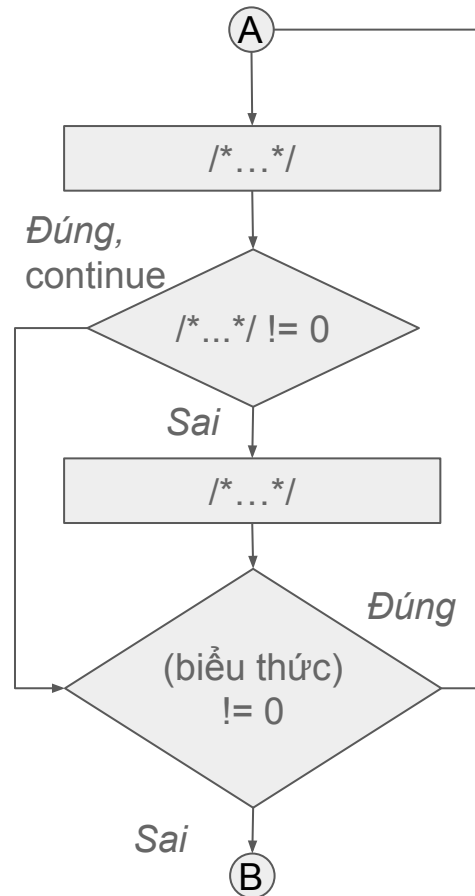 A
/*…*/
Đúng,
continue
/*...*/ != 0
Sai
/*…*/
Đúng
(biểu thức)
!= 0
Sai
B